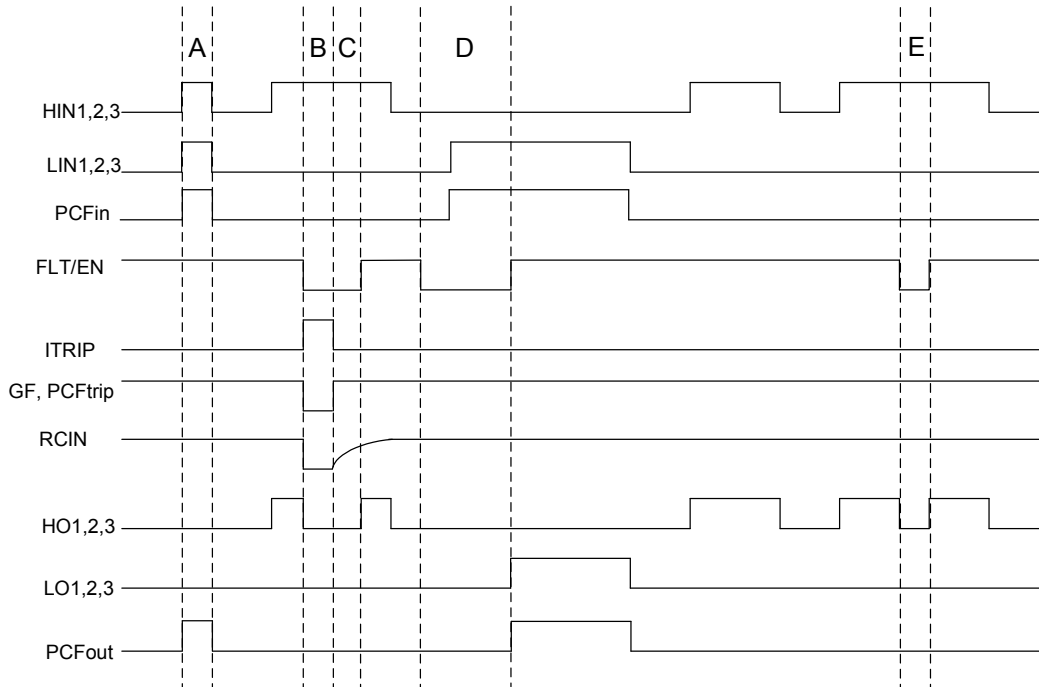 A B C D E
HIN1,2,3
LIN1,2,3
PCFin
FLT/EN
ITRIP
GF, PCFtrip
RCIN
HO1,2,3
LO1,2,3
PCFout